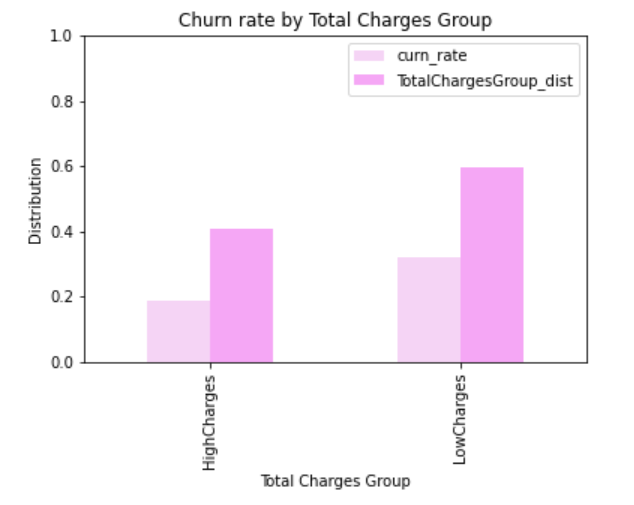 Churn rate by Total Charges Group
1.0
0.8
0.6
0.4
0.2
0.0
Distribution
curn_rate
TotalChargesGroup_dist
HighCharges
LowCharges
Total Charges Group